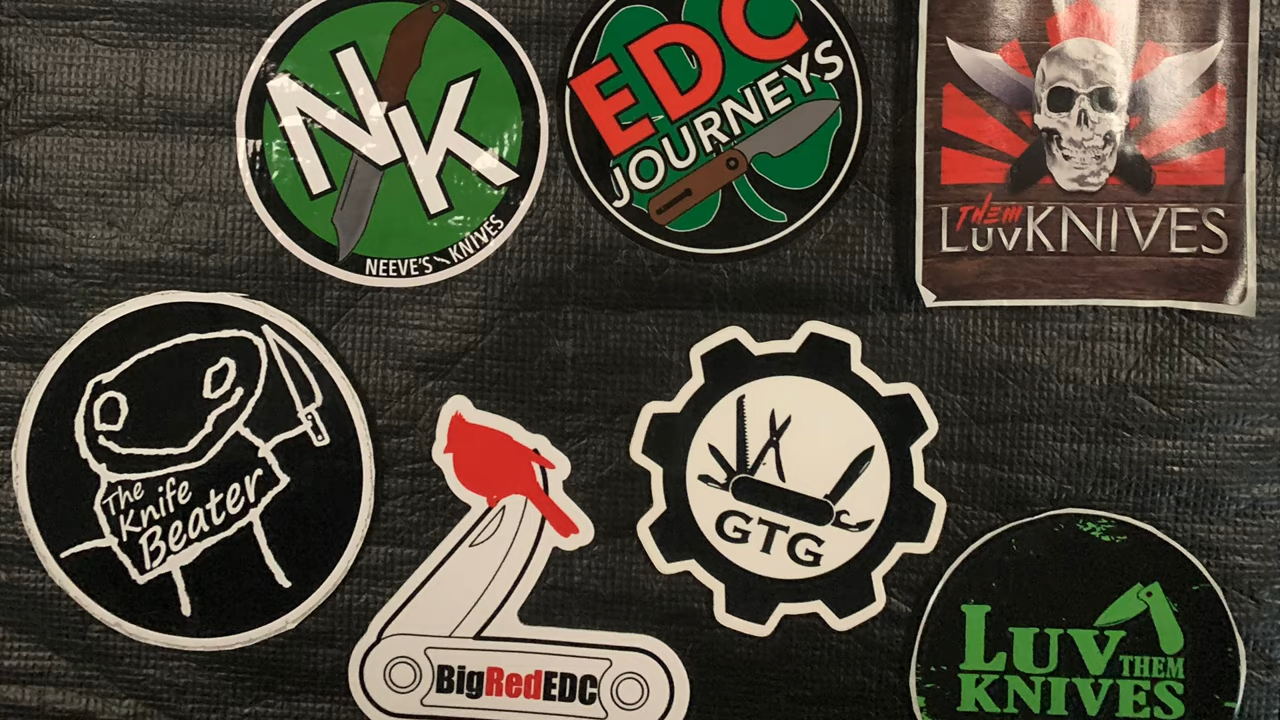 NK
NEEVE'S KNIVES
EDC
JOURNEYS
THEM
LUVKNIVES
The
Knife
Beater
BigRedEDC
GTG
LUV
THEM
KNIVES